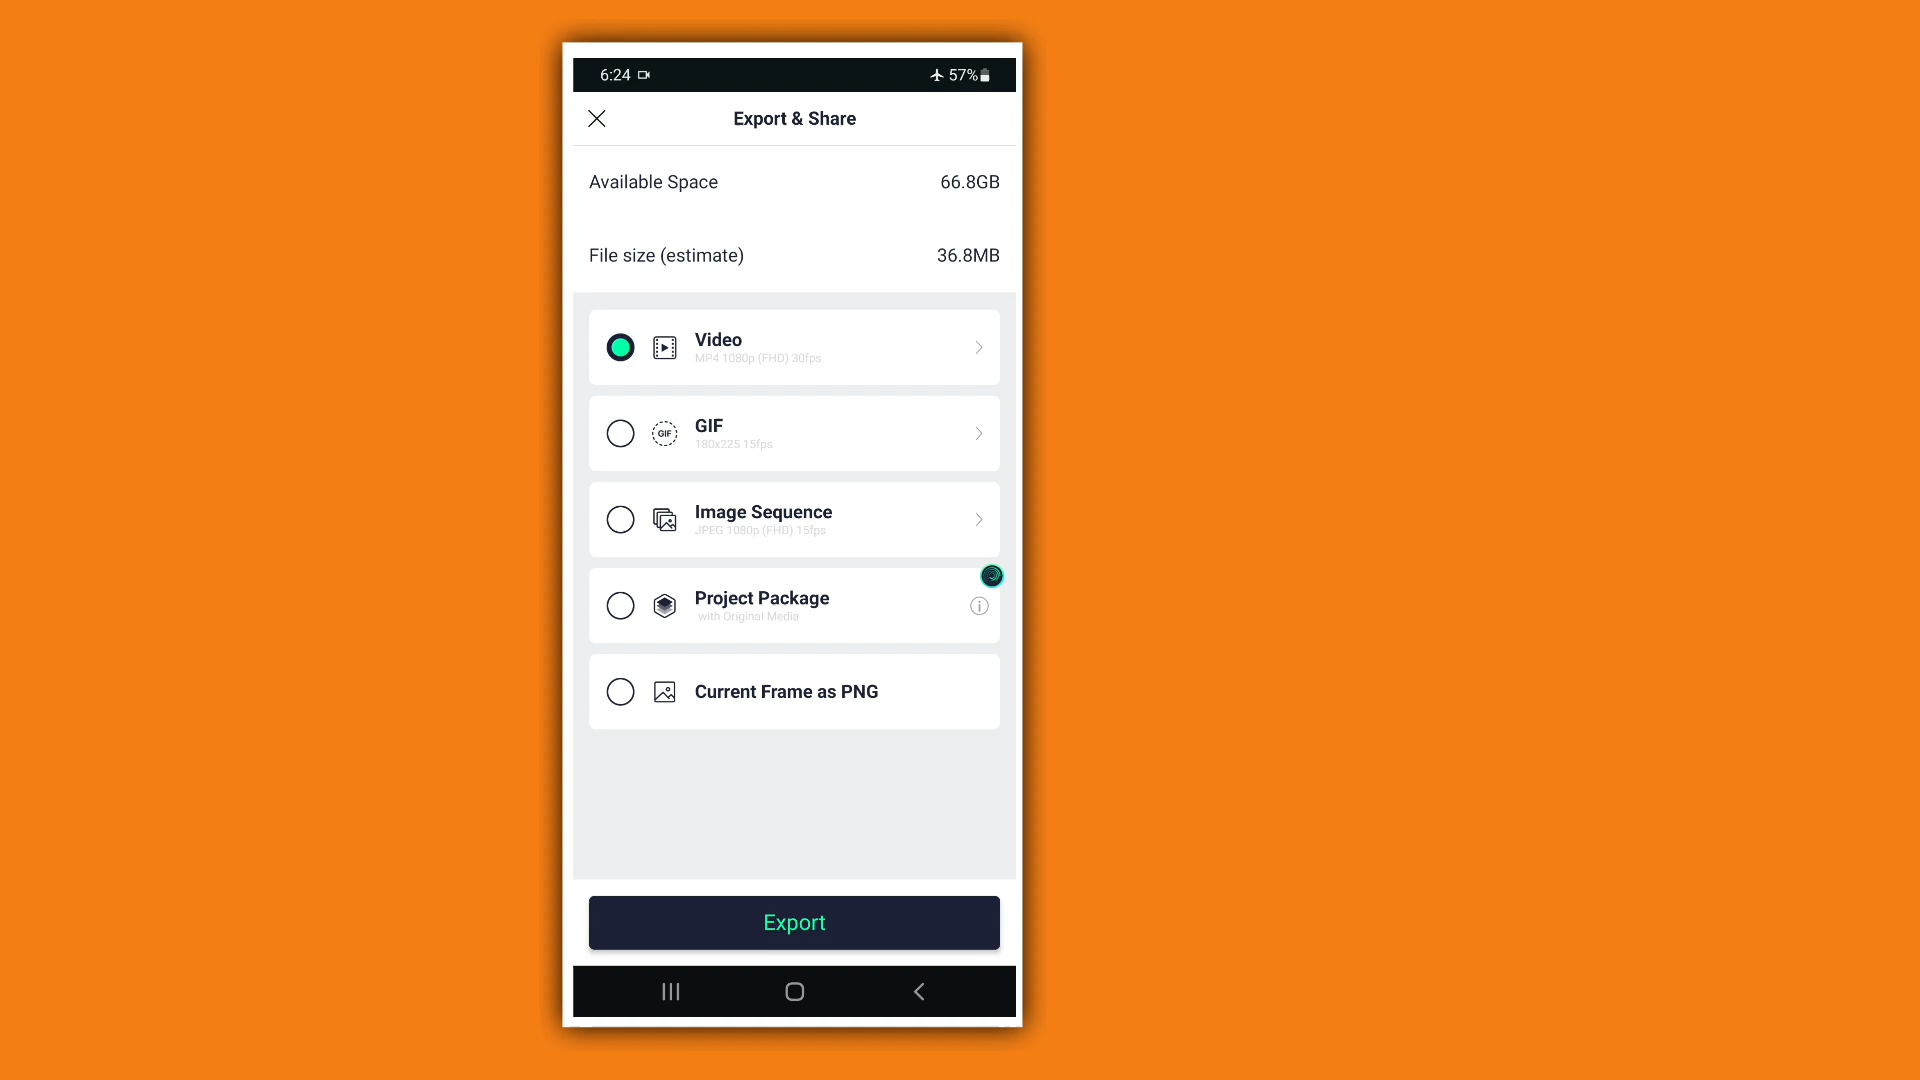 6:24 57%
Export & Share
Available Space 66.8GB
File size (estimate) 36.8MB
Video
MP4 1080p (FHD) 30fps
GIF
GIF
180x225 15fps
Image Sequence
JPEG 1080p (FHD) 15fps
Project Package
with Original Media
Current Frame as PNG
Export